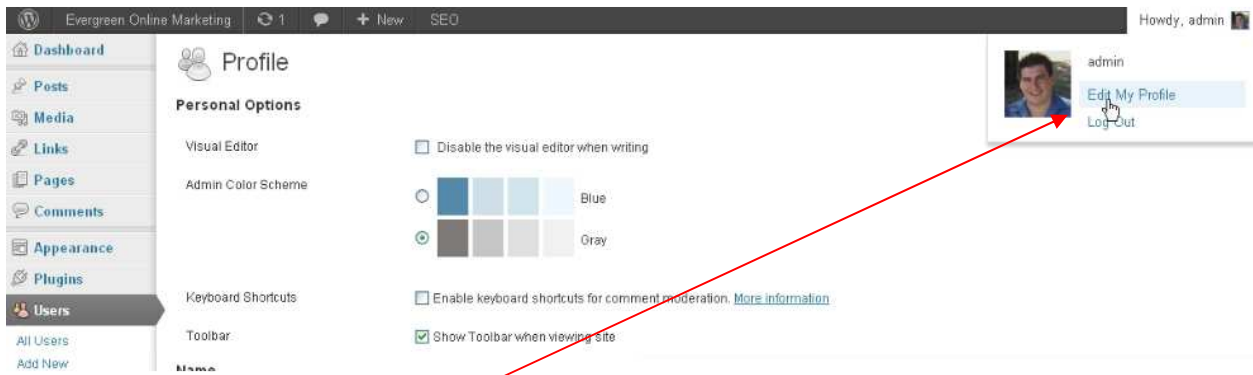 Evergreen Online Marketing 1 + New SEO Howdy, admin
Dashboard
Posts
Media
Links
Pages
Comments
Appearance
Plugins
Users
All Users
Add New
Profile
Personal Options
Visual Editor Disable the visual editor when writing
Admin Color Scheme
Blue
Gray
Keyboard Shortcuts Enable keyboard shortcuts for comment moderation. More information
Toolbar Show Toolbar when viewing site
Name
admin
Edit My Profile
Log Out